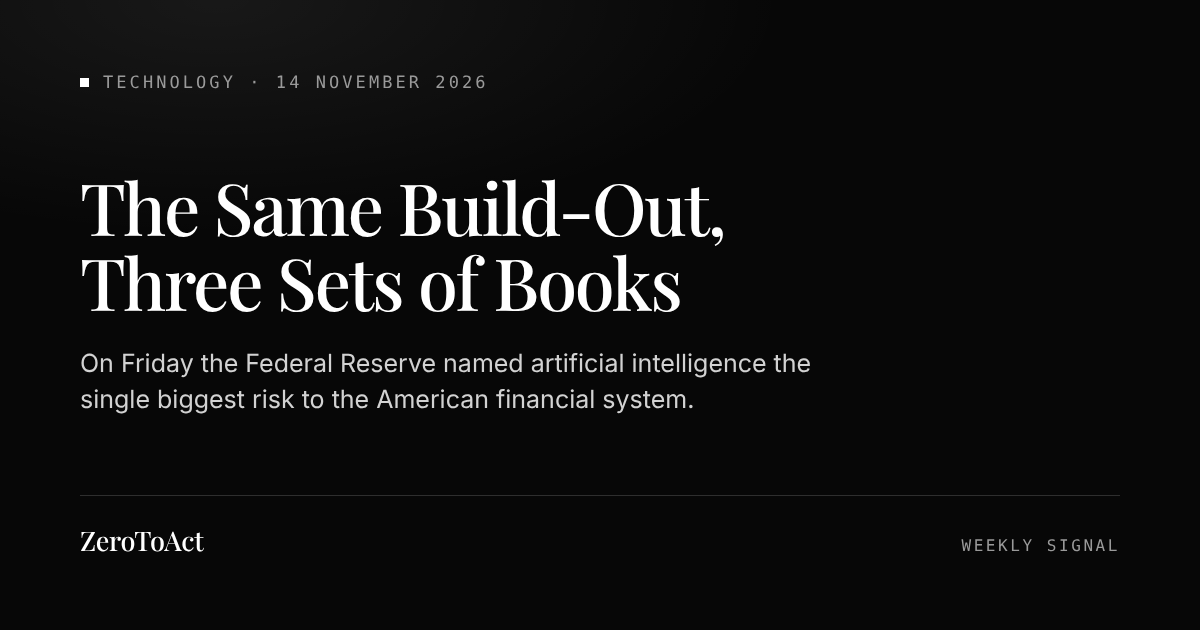 TECHNOLOGY · 14 NOVEMBER 2026
The Same Build-Out,
Three Sets of Books
On Friday the Federal Reserve named artificial intelligence the
single biggest risk to the American financial system.
ZeroToAct
WEEKLY SIGNAL